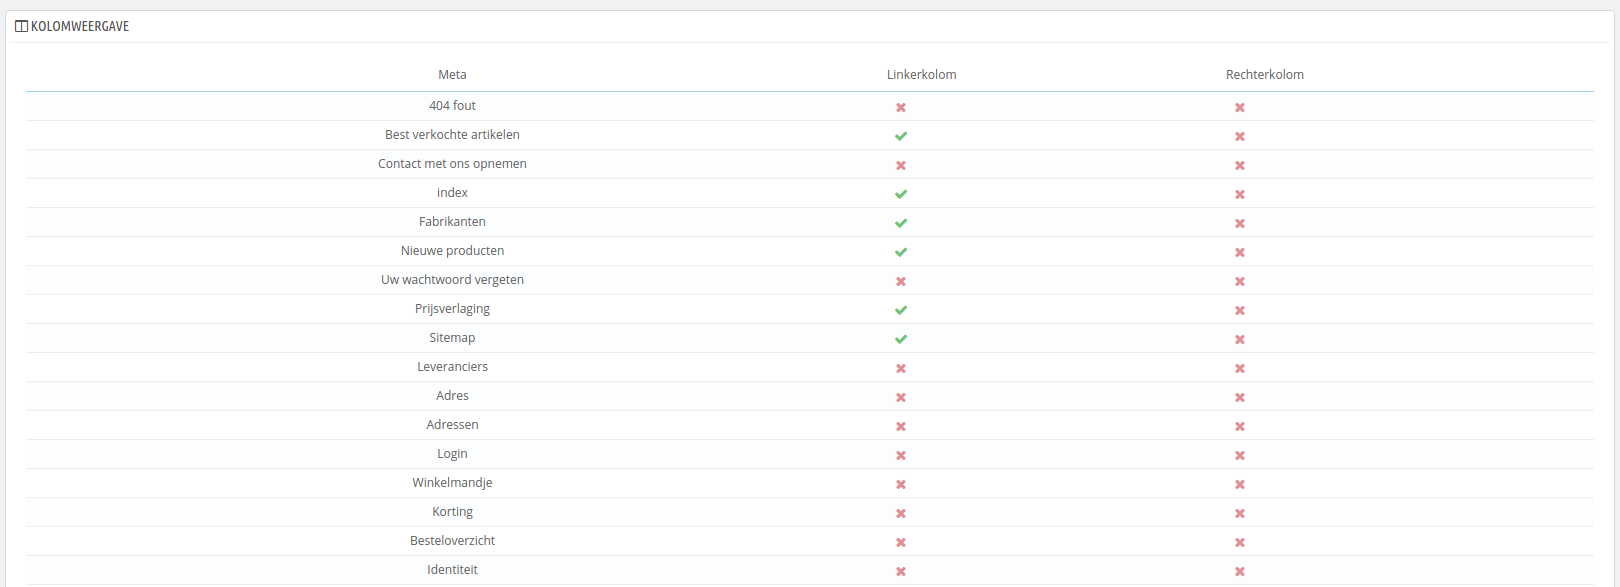 KOLOMWEERGAVE
Meta Linkerkolom Rechterkolom
404 fout
Best verkochte artikelen
Contact met ons opnemen
index
Fabrikanten
Nieuwe producten
Uw wachtwoord vergeten
Prijsverlaging
Sitemap
Leveranciers
Adres
Adressen
Login
Winkelmandje
Korting
Besteloverzicht
Identiteit